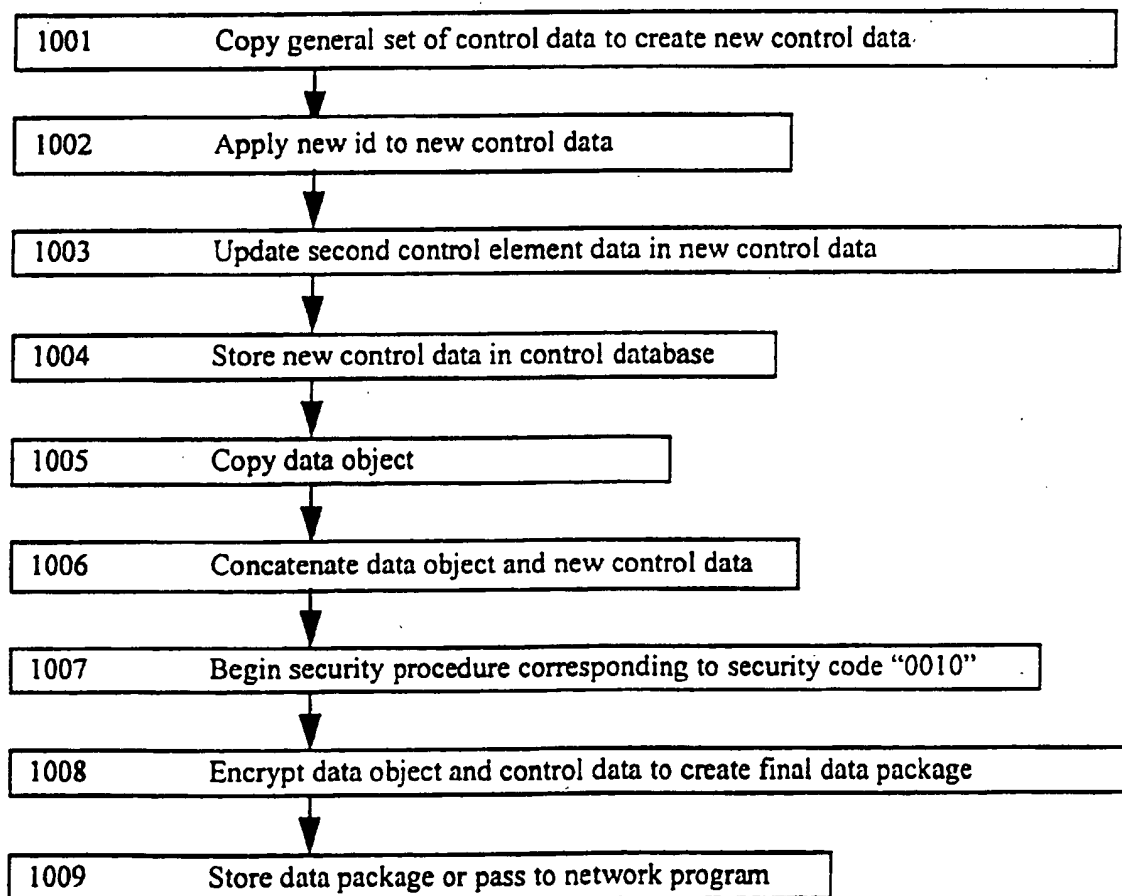 1001 Copy general set of control data to create new control data
1002 Apply new id to new control data
1003 Update second control element data in new control data
1004 Store new control data in control database
1005 Copy data object
1006 Concatenate data object and new control data
1007 Begin security procedure corresponding to security code “0010”
1008 Encrypt data object and control data to create final data package
1009 Store data package or pass to network program